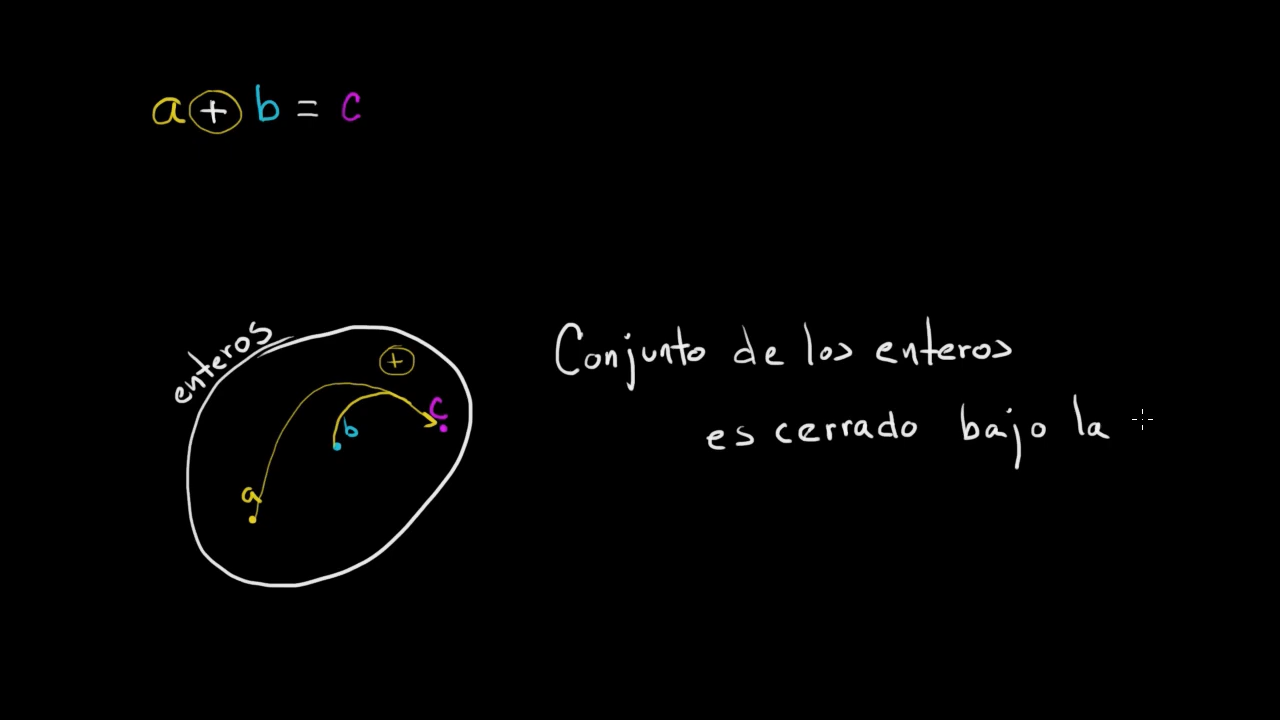 a + b = c
enteros
+
c
b
a
Conjunto de los enteros
es cerrado bajo la